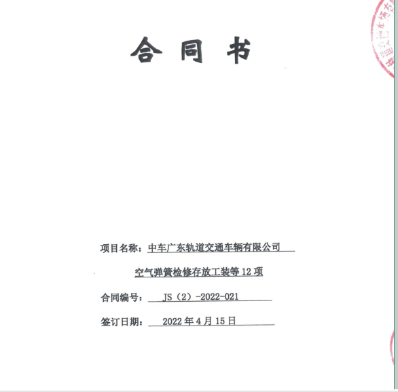 合同书
项目名称：中车广东轨道交通车辆有限公司
空气弹簧检修存放工装等12项
合同编号：JS（2）-2022-021
签订日期：2022年4月15日